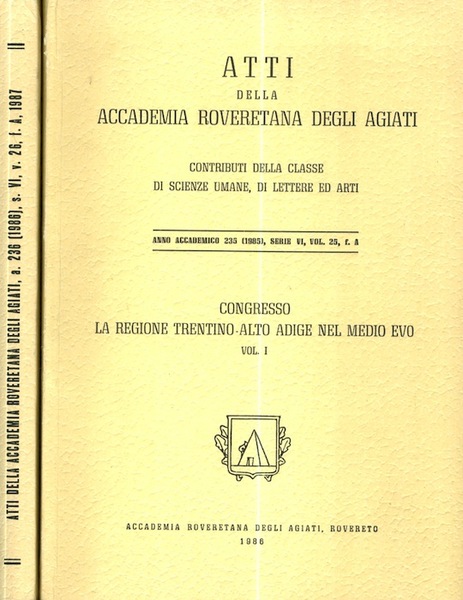 ATTI DELLA ACCADEMIA ROVERETANA DEGLI AGIATI, a. 236 (1986), s. VI, v. 26, f. A, 1987
ATTI
DELLA
ACCADEMIA ROVERETANA DEGLI AGIATI
CONTRIBUTI DELLA CLASSE
DI SCIENZE UMANE, DI LETTERE ED ARTI
ANNO ACCADEMICO 235 (1985), SERIE VI, VOL. 25, f. A
CONGRESSO
LA REGIONE TRENTINO-ALTO ADIGE NEL MEDIO EVO
VOL. I
ACCADEMIA ROVERETANA DEGLI AGIATI, ROVERETO
1986